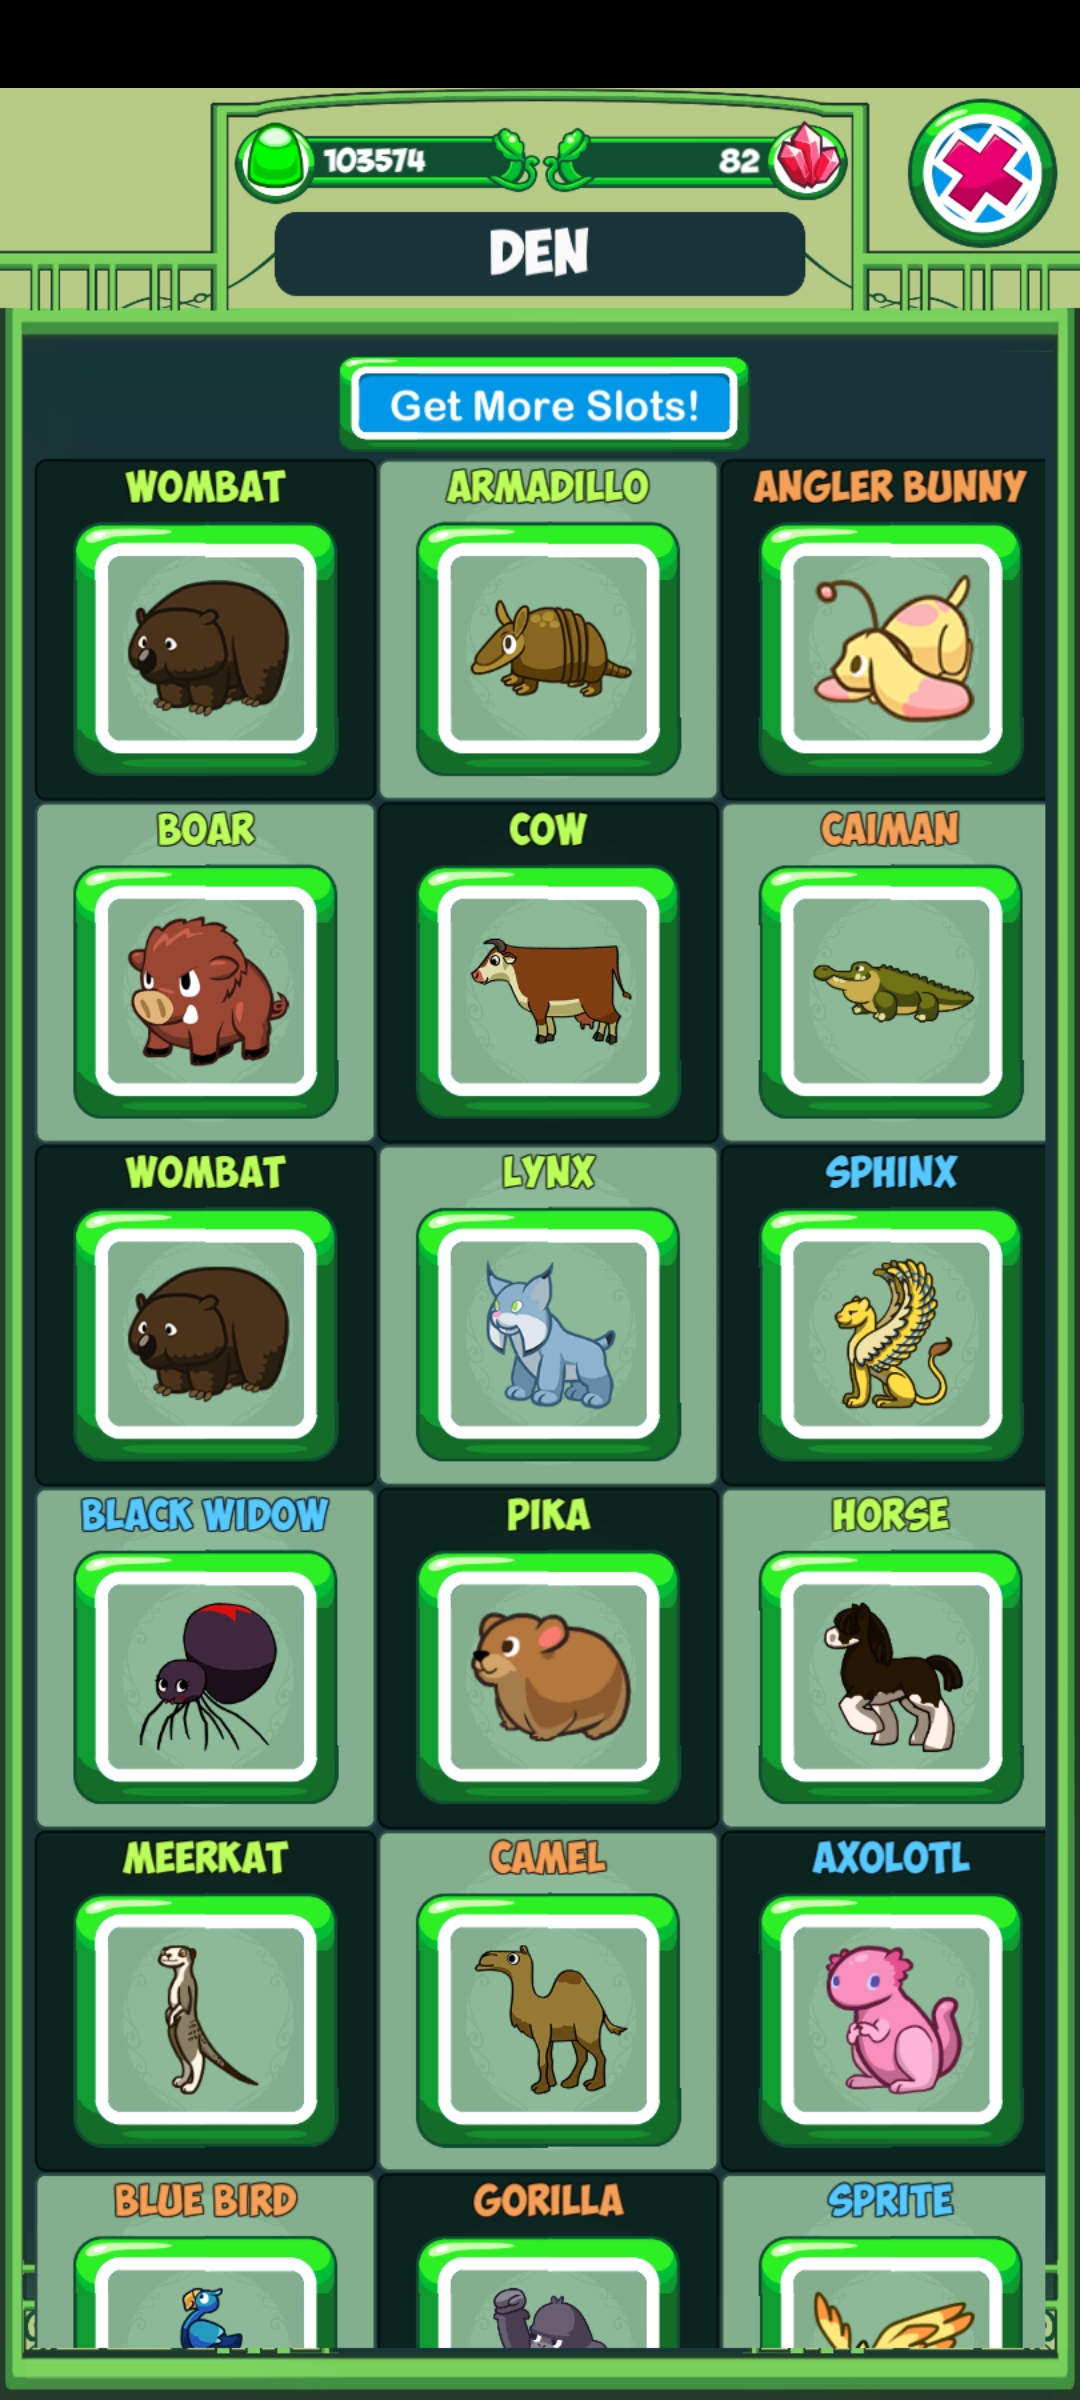 103574
82
DEN
Get More Slots!
WOMBAT
ARMADILLO
ANGLER BUNNY
BOAR
COW
CAIMAN
WOMBAT
LYNX
SPHINX
BLACK WIDOW
PIKA
HORSE
MEERKAT
CAMEL
AXOLOTL
BLUE BIRD
GORILLA
SPRITE